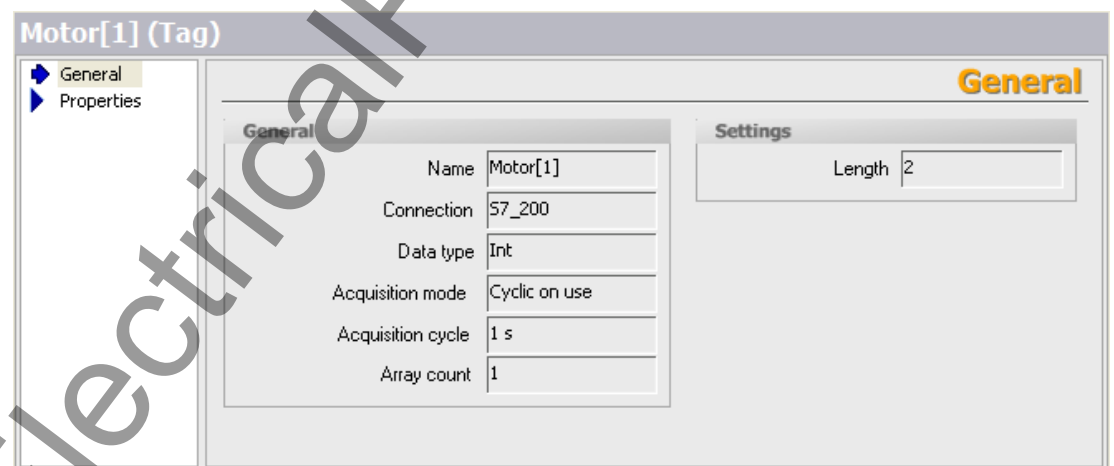 Motor[1] (Tag)
General
Properties
General
General
Name Motor[1]
Connection S7_200
Data type Int
Acquisition mode Cyclic on use
Acquisition cycle 1 s
Array count 1
Settings
Length 2